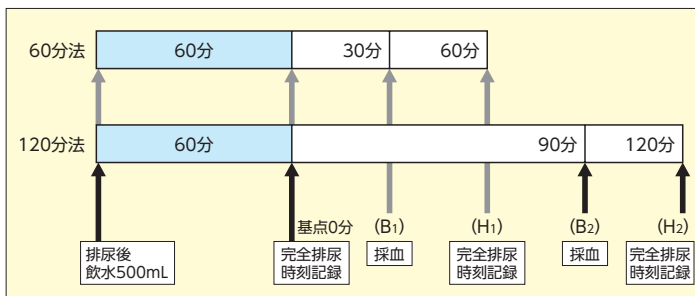 60分法
60分
30分
60分
120分法
60分
90分
120分
基点0分
(B1)
(H1)
(B2)
(H2)
排尿後
飲水500mL
完全排尿
時刻記録
採血
完全排尿
時刻記録
採血
完全排尿
時刻記録